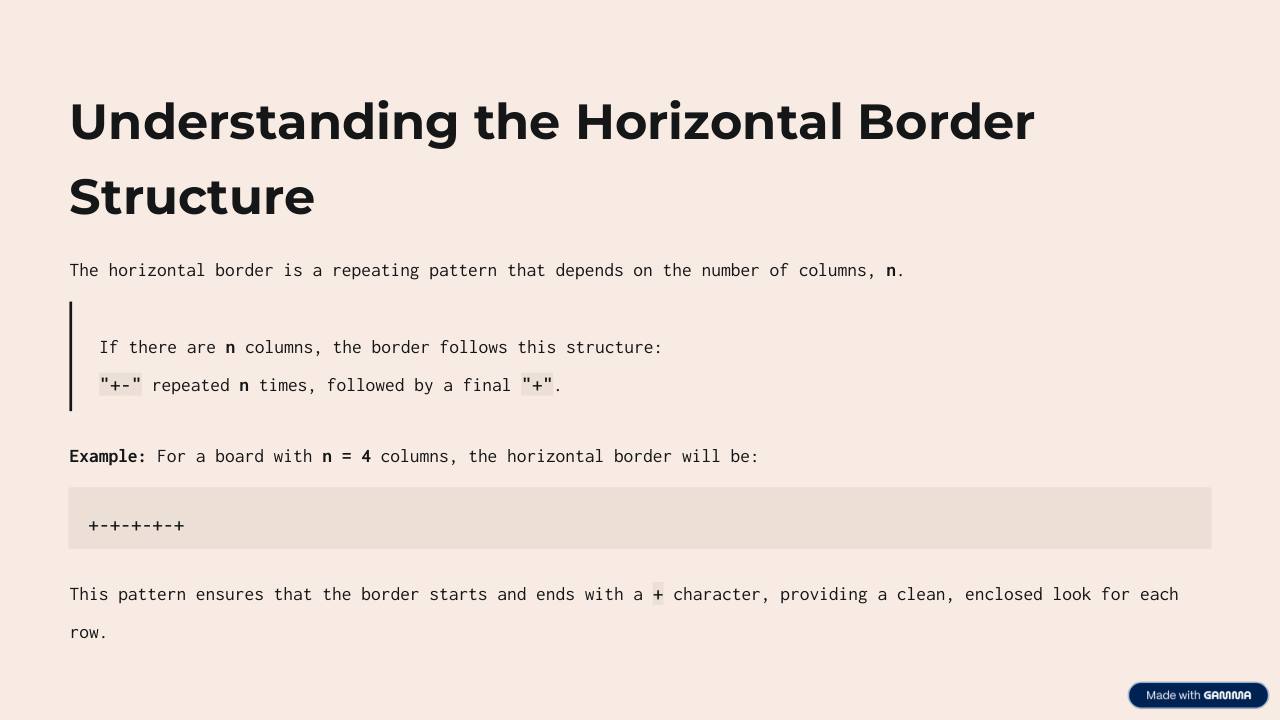 Understanding the Horizontal Border
Structure
The horizontal border is a repeating pattern that depends on the number of columns, n.
If there are n columns, the border follows this structure:
"+-" repeated n times, followed by a final "+".
Example: For a board with n = 4 columns, the horizontal border will be:
+-+-+-+-+
This pattern ensures that the border starts and ends with a + character, providing a clean, enclosed look for each
row.
Made with GAMMA